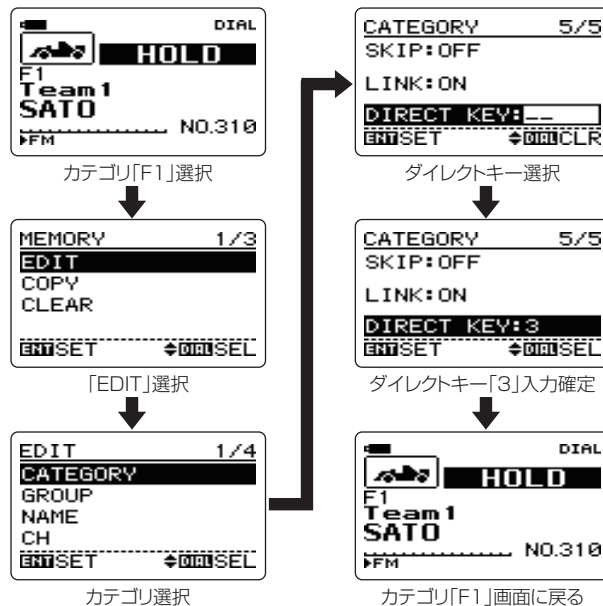 DIAL
HOLD
F1
Team1
SATO
NO.310
▶FM
カテゴリ「F1」選択
MEMORY 1/3
EDIT
COPY
CLEAR
ENTSET ◆DIALSEL
「EDIT」選択
EDIT 1/4
CATEGORY
GROUP
NAME
CH
ENTSET ◆DIALSEL
カテゴリ選択
CATEGORY 5/5
SKIP:OFF
LINK:ON
DIRECT KEY:__
ENTSET ◆DIALCLR
ダイレクトキー選択
CATEGORY 5/5
SKIP:OFF
LINK:ON
DIRECT KEY:3
ENTSET ◆DIALSEL
ダイレクトキー「3」入力確定
DIAL
HOLD
F1
Team1
SATO
NO.310
▶FM
カテゴリ「F1」画面に戻る